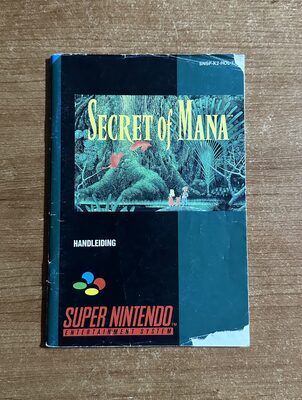 SECRET of MANA
HANDLEIDING
SUPER NINTENDO
ENTERTAINMENT SYSTEM